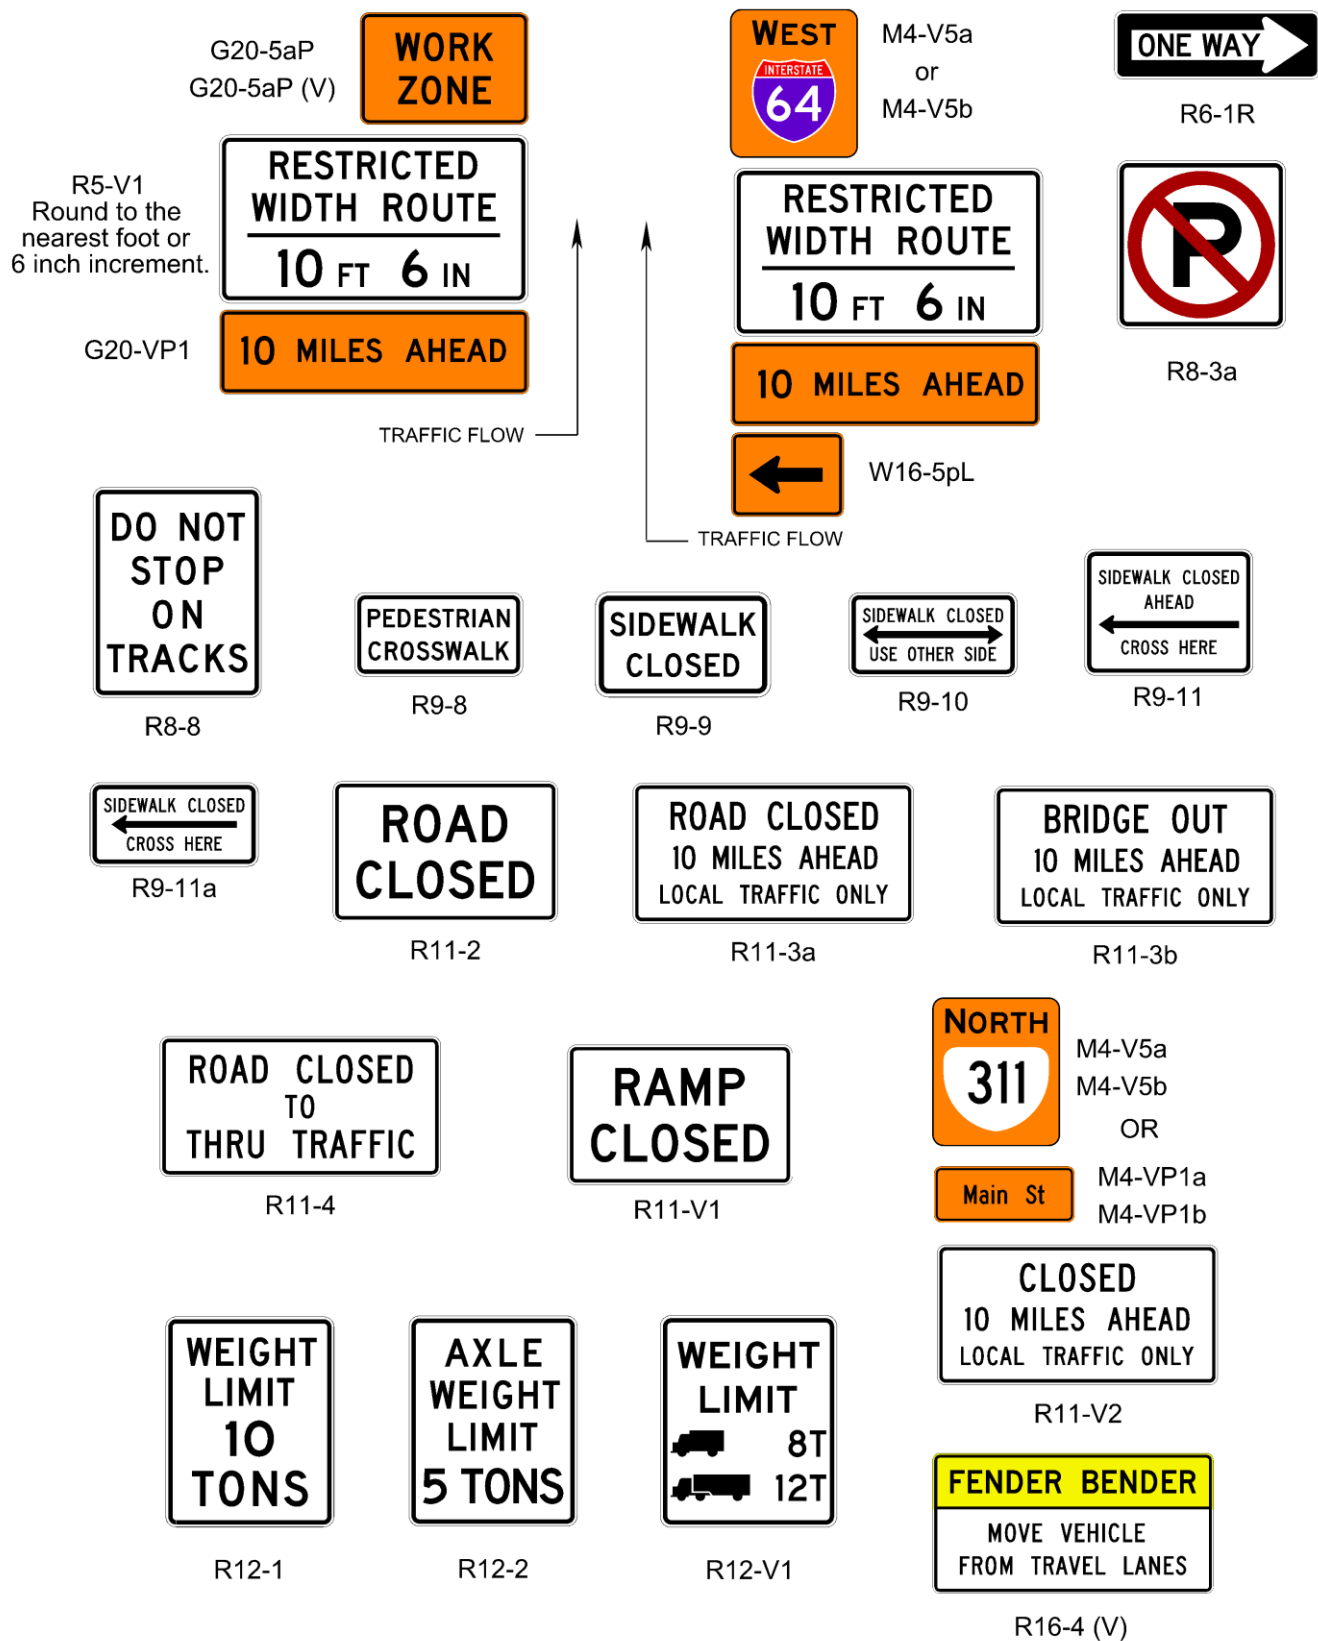 G20-5aP
G20-5aP (V)
WORK
ZONE
R5-V1
Round to the
nearest foot or
6 inch increment.
RESTRICTED
WIDTH ROUTE
10 FT 6 IN
G20-VP1
10 MILES AHEAD
TRAFFIC FLOW
WEST
INTERSTATE
64
M4-V5a
or
M4-V5b
RESTRICTED
WIDTH ROUTE
10 FT 6 IN
10 MILES AHEAD
W16-5pL
TRAFFIC FLOW
ONE WAY
R6-1R
P
R8-3a
DO NOT
STOP
ON
TRACKS
R8-8
PEDESTRIAN
CROSSWALK
R9-8
SIDEWALK
CLOSED
R9-9
SIDEWALK CLOSED
USE OTHER SIDE
R9-10
SIDEWALK CLOSED
AHEAD
CROSS HERE
R9-11
SIDEWALK CLOSED
CROSS HERE
R9-11a
ROAD
CLOSED
R11-2
ROAD CLOSED
10 MILES AHEAD
LOCAL TRAFFIC ONLY
R11-3a
BRIDGE OUT
10 MILES AHEAD
LOCAL TRAFFIC ONLY
R11-3b
ROAD CLOSED
TO
THRU TRAFFIC
R11-4
RAMP
CLOSED
R11-V1
NORTH
311
M4-V5a
M4-V5b
OR
Main St
M4-VP1a
M4-VP1b
CLOSED
10 MILES AHEAD
LOCAL TRAFFIC ONLY
R11-V2
WEIGHT
LIMIT
10
TONS
R12-1
AXLE
WEIGHT
LIMIT
5 TONS
R12-2
WEIGHT
LIMIT
8T
12T
R12-V1
FENDER BENDER
MOVE VEHICLE
FROM TRAVEL LANES
R16-4 (V)